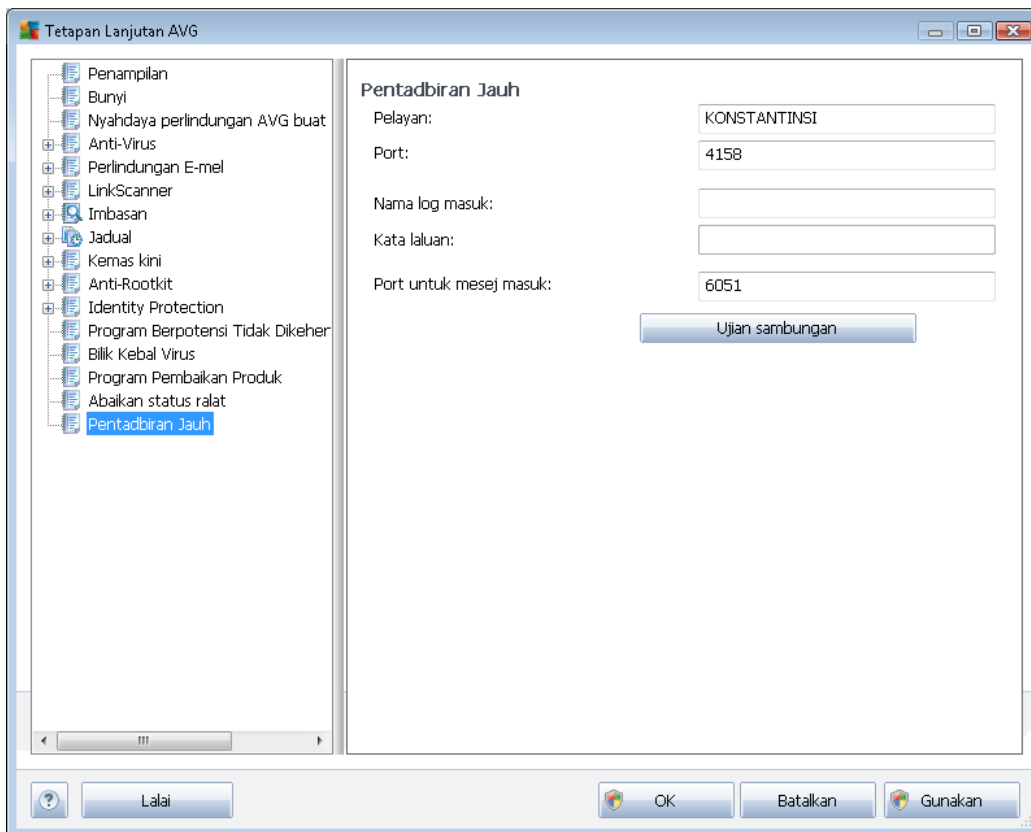 Tetapan Lanjutan AVG
Penampilan
Bunyi
Nyahdaya perlindungan AVG buat
Anti-Virus
Perlindungan E-mel
LinkScanner
Imbasan
Jadual
Kemas kini
Anti-Rootkit
Identity Protection
Program Berpotensi Tidak Dikeher
Bilik Kebal Virus
Program Pembaikan Produk
Abaikan status ralat
Pentadbiran Jauh
Pentadbiran Jauh
Pelayan: KONSTANTINSI
Port: 4158
Nama log masuk:
Kata laluan:
Port untuk mesej masuk: 6051
Ujian sambungan
? Lalai OK Batalkan Gunakan